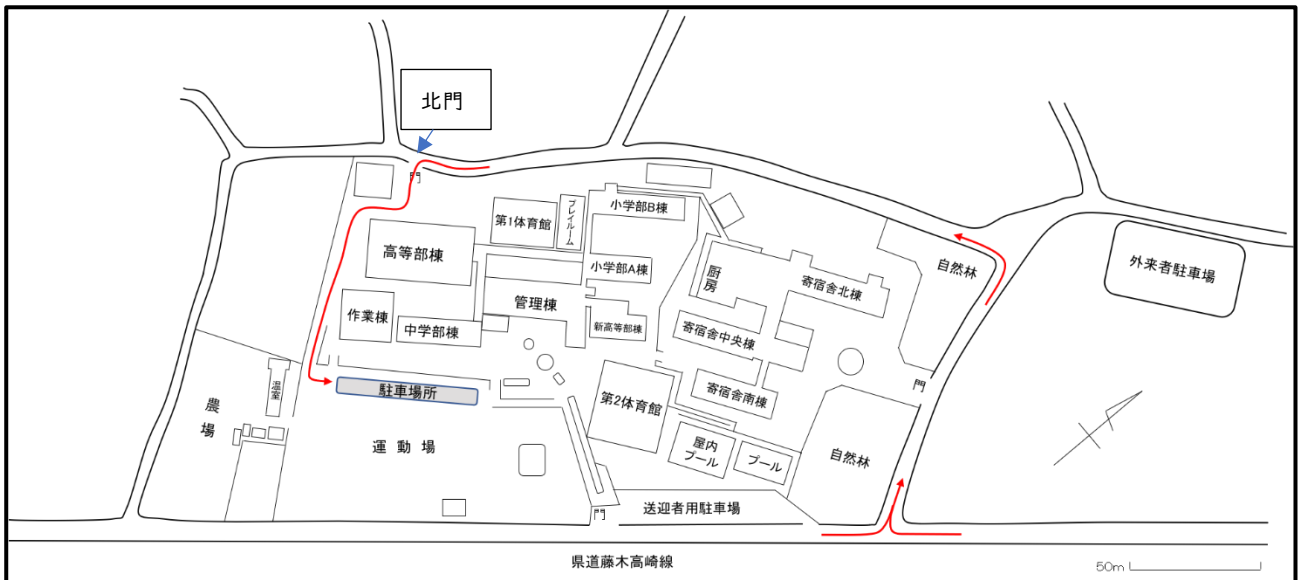 北門
門
第1体育館
プレイルーム
小学部B棟
高等部棟
小学部A棟
厨房
寄宿舎北棟
自然林
外来者駐車場
作業棟
中学部棟
管理棟
新高等部棟
寄宿舎中央棟
門
温室
駐車場所
第2体育館
寄宿舎南棟
農場
運動場
屋内
プール
プール
自然林
門
送迎者用駐車場
県道藤木高崎線
50m